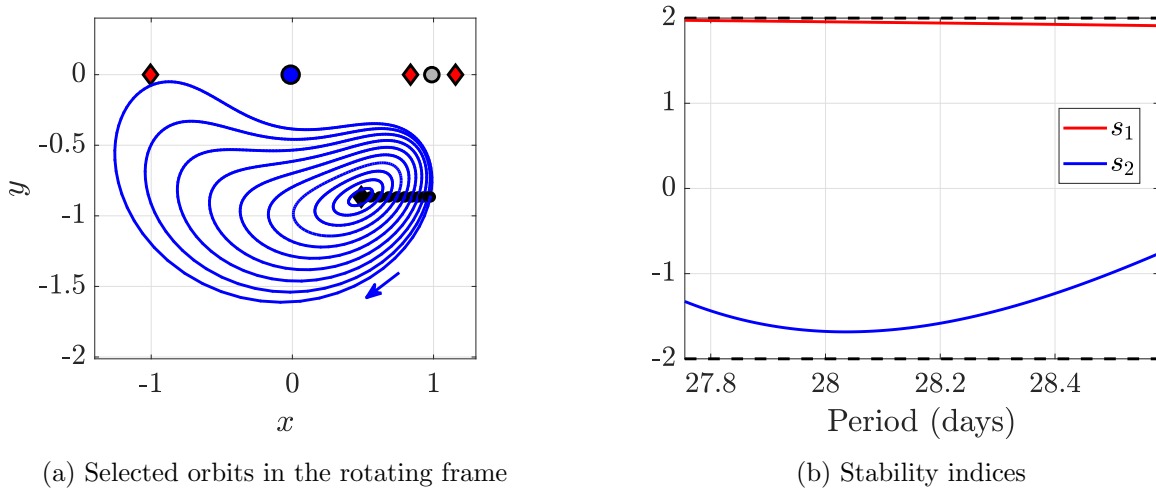 0
-0.5
-1
-1.5
-2
y
-1
0
1
x
(a) Selected orbits in the rotating frame
2
1
0
-1
-2
s₁
s₂
27.8
28
28.2
28.4
Period (days)
(b) Stability indices